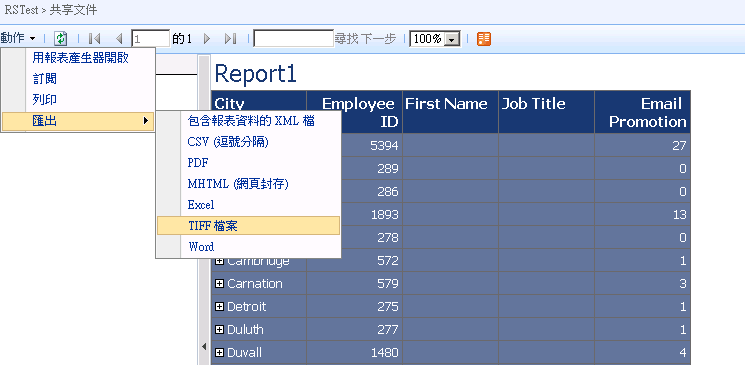 RSTest > 共享文件
動作 1 的 1 尋找 下一步 100%
用報表產生器開啟
訂閱
列印
匯出
包含報表資料的 XML 檔
CSV (逗號分隔)
PDF
MHTML (網頁封存)
Excel
TIFF 檔案
Word
Report1
City Employee ID First Name Job Title Email Promotion
5394 27
289 0
286 0
1893 13
278 0
Cambridge 572 1
Carnation 579 3
Detroit 275 1
Duluth 277 1
Duvall 1480 4